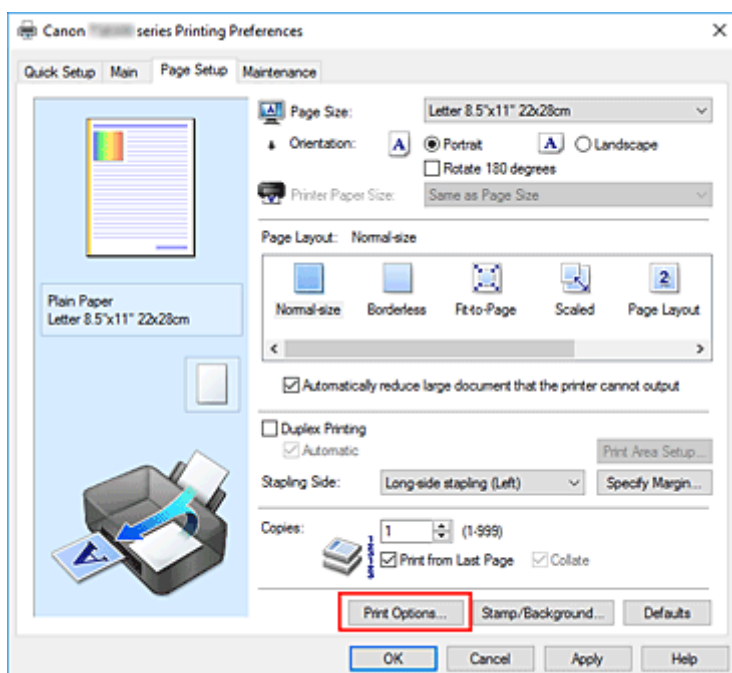 Canon series Printing Preferences
Quick Setup Main Page Setup Maintenance
Page Size: Letter 8.5"x11" 22x28cm
Orientation: A Portrait A Landscape
Rotate 180 degrees
Printer Paper Size: Same as Page Size
Page Layout: Normal-size
2
Normal-size Borderless Fit-to-Page Scaled Page Layout
Automatically reduce large document that the printer cannot output
Plain Paper
Letter 8.5"x11" 22x28cm
Duplex Printing
Automatic
Print Area Setup...
Stapling Side: Long-side stapling (Left) Specify Margin...
Copies: 1 (1-999)
Print from Last Page Collate
A
Print Options... Stamp/Background... Defaults
OK Cancel Apply Help